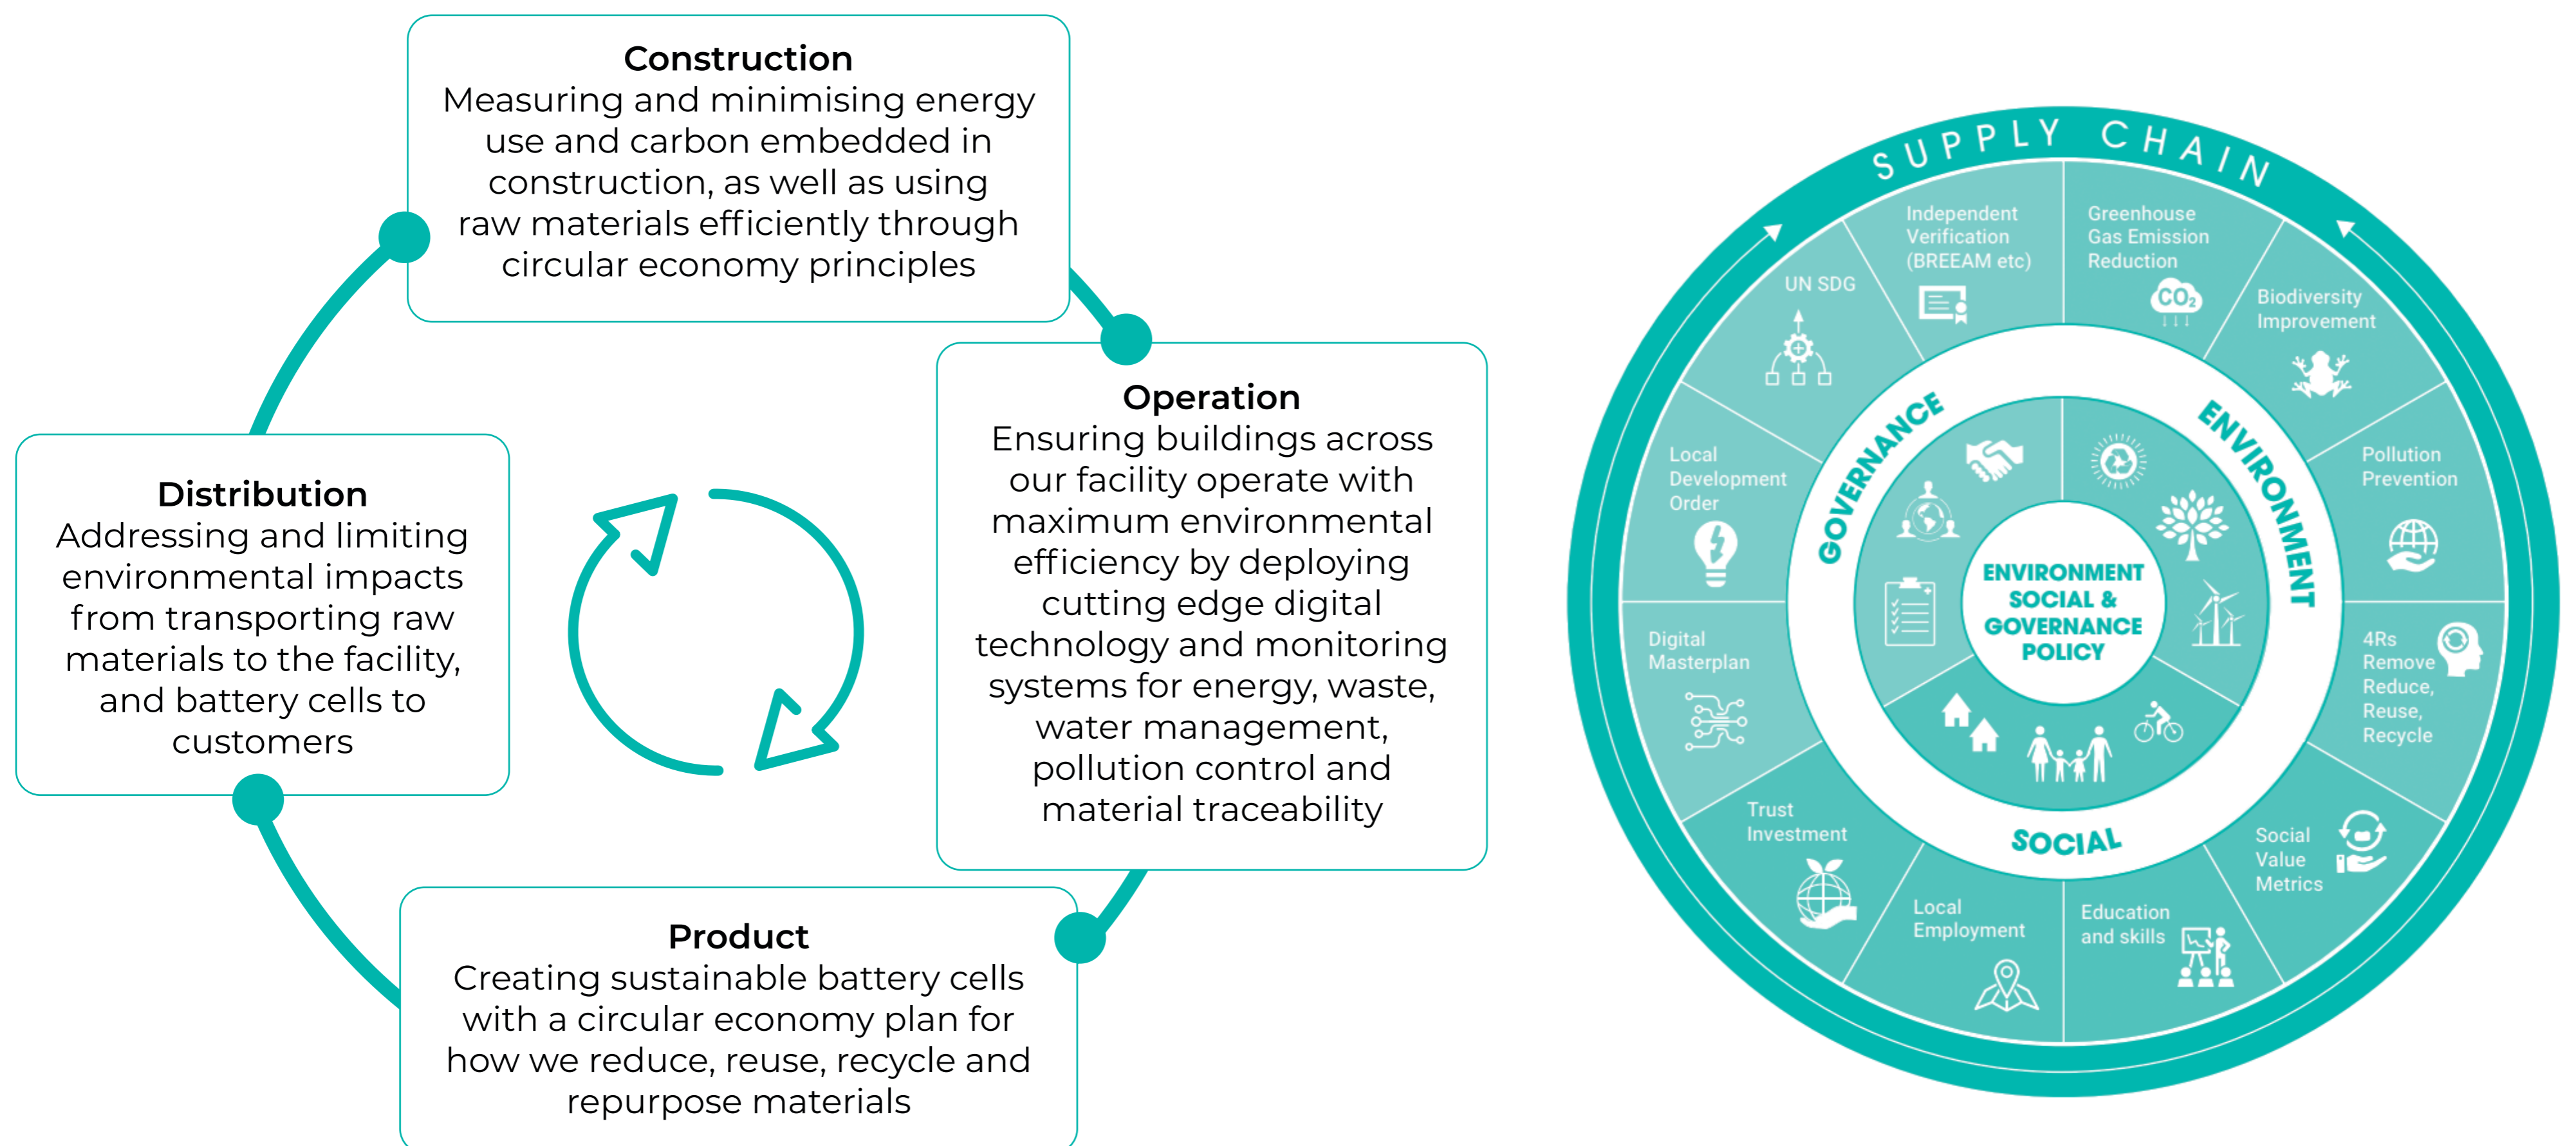 Construction
Measuring and minimising energy
use and carbon embedded in
construction, as well as using
raw materials efficiently through
circular economy principles
Operation
Ensuring buildings across
our facility operate with
maximum environmental
efficiency by deploying
cutting edge digital
technology and monitoring
systems for energy, waste,
water management,
pollution control and
material traceability
Product
Creating sustainable battery cells
with a circular economy plan for
how we reduce, reuse, recycle and
repurpose materials
Distribution
Addressing and limiting
environmental impacts
from transporting raw
materials to the facility,
and battery cells to
customers
SUPPLY CHAIN
Greenhouse
Gas Emission
Reduction
CO₂
Biodiversity
Improvement
Pollution
Prevention
4Rs
Remove
Reduce,
Reuse,
Recycle
Social
Value
Metrics
Education
and skills
Local
Employment
Trust
Investment
Digital
Masterplan
Local
Development
Order
UN SDG
Independent
Verification
(BREEAM etc)
GOVERNANCE
ENVIRONMENT
SOCIAL
ENVIRONMENT
SOCIAL &
GOVERNANCE
POLICY